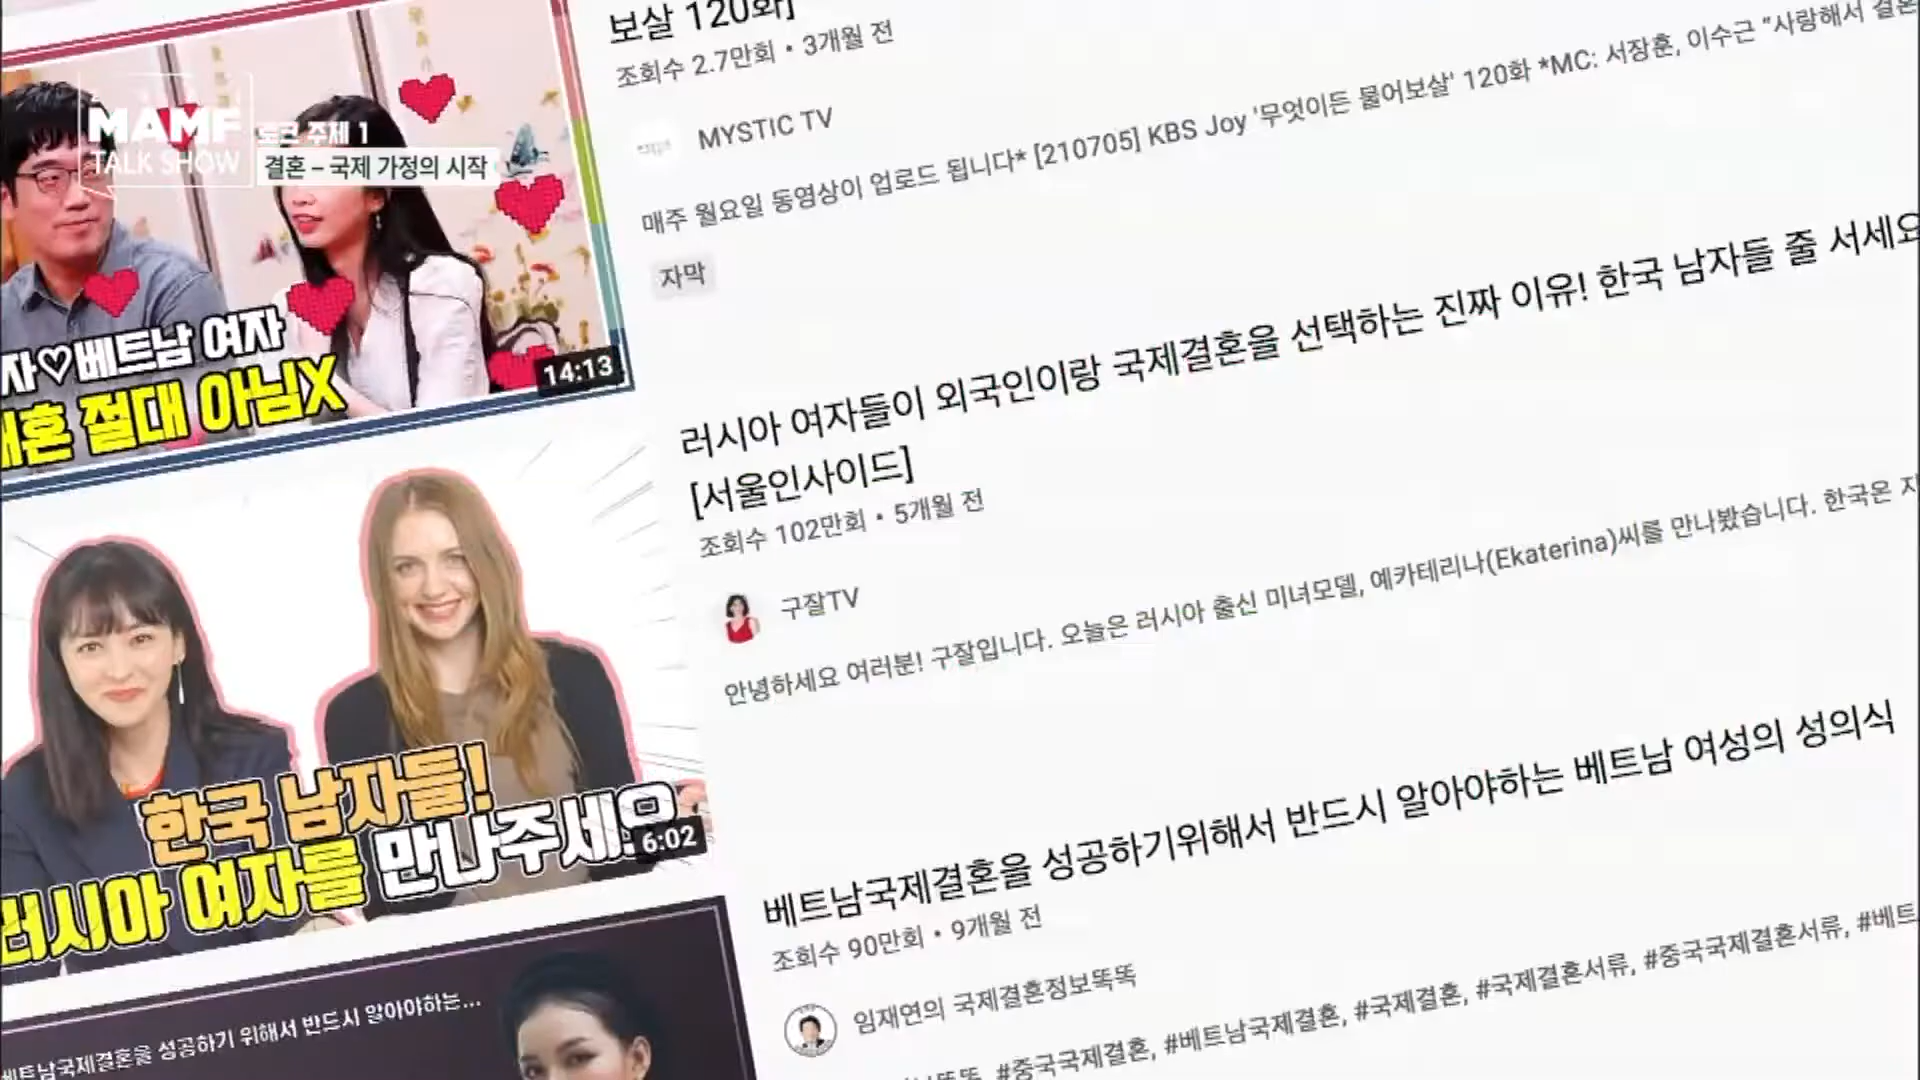 MAMF
TALK SHOW
토크 주제 1
결혼 – 국제 가정의 시작
자♡베트남 여자
절대 아님X
14:13
보살 120화]
조회수 2.7만회 • 3개월 전
MYSTIC TV
매주 월요일 동영상이 업로드 됩니다* [210705] KBS Joy '무엇이든 물어보살' 120화 *MC: 서장훈, 이수근 "사랑해서 결혼
자막
한국 남자들!
러시아 여자를 만나주세요
6:02
러시아 여자들이 외국인이랑 국제결혼을 선택하는 진짜 이유! 한국 남자들 줄 서세요
[서울인사이드]
조회수 102만회 • 5개월 전
구잘TV
안녕하세요 여러분! 구잘입니다. 오늘은 러시아 출신 미녀모델, 예카테리나(Ekaterina)씨를 만나봤습니다. 한국온 지
베트남국제결혼을 성공하기 위해서 반드시 알아야하는...
베트남국제결혼을 성공하기위해서 반드시 알아야하는 베트남 여성의 성의식
조회수 90만회 • 9개월 전
임재연의 국제결혼정보똑똑
#중국국제결혼, #베트남국제결혼, #국제결혼, #국제결혼서류, #중국국제결혼서류, #베트